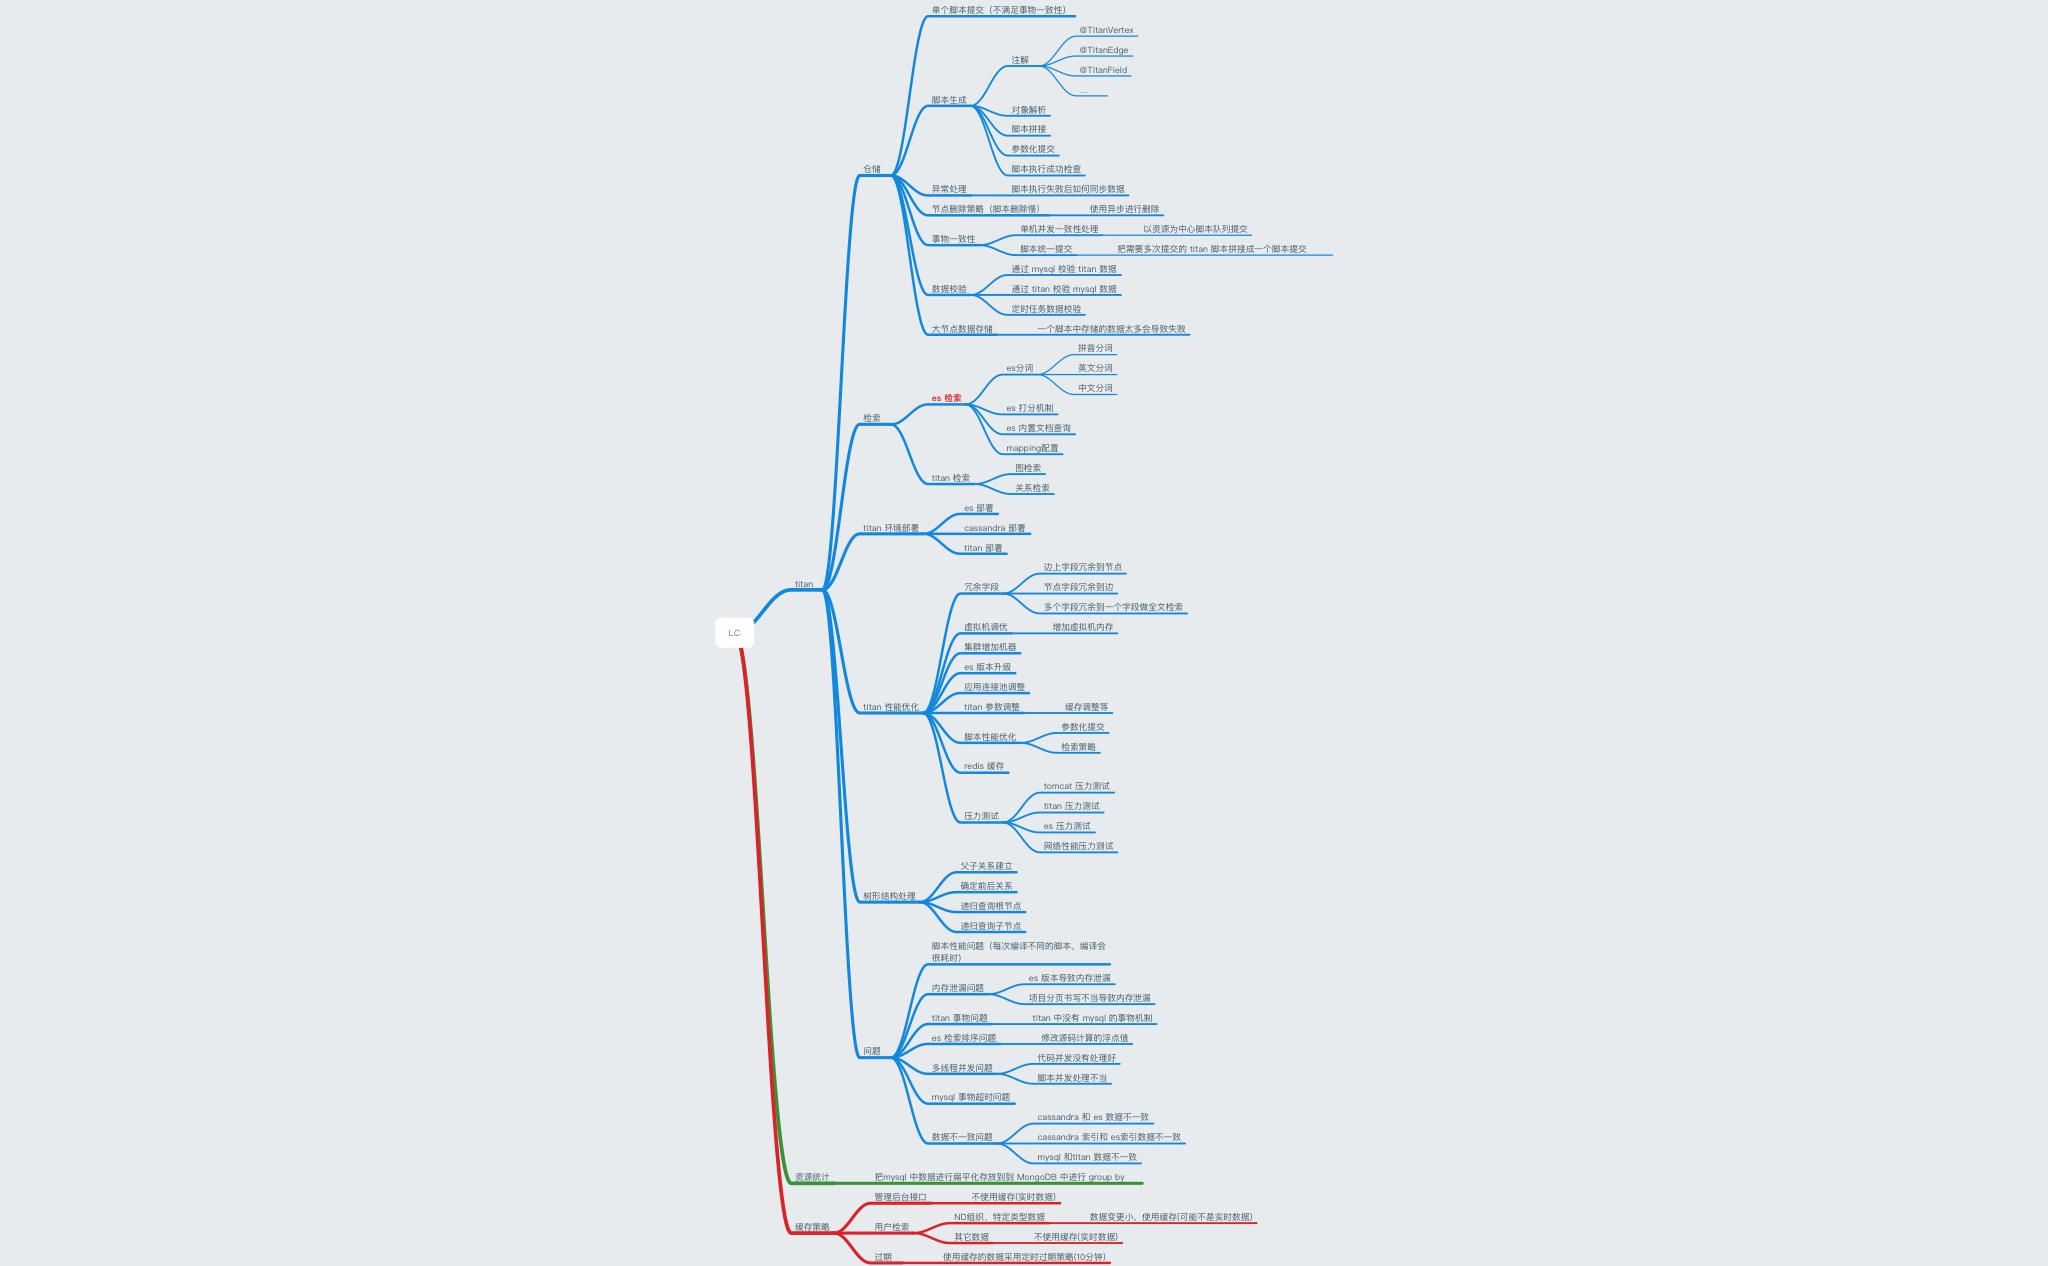 单个脚本提交（不满足事物一致性）
@TitanVertex
@TitanEdge
注解
@TitanField
...
脚本生成
对象解析
脚本拼接
参数化提交
仓储
脚本执行成功检查
异常处理
脚本执行失败后如何同步数据
节点删除策略（脚本删除慢）
使用异步进行删除
单机并发一致性处理
以资源为中心脚本队列提交
事物一致性
脚本统一提交
把需要多次提交的 titan 脚本拼接成一个脚本提交
通过 mysql 校验 titan 数据
数据校验
通过 titan 校验 mysql 数据
定时任务数据校验
大节点数据存储
一个脚本中存储的数据太多会导致失败
拼音分词
es分词
英文分词
中文分词
es 检索
es 打分机制
检索
es 内置文档查询
mapping配置
图检索
titan 检索
关系检索
es 部署
titan 环境部署
cassandra 部署
titan 部署
titan
边上字段冗余到节点
冗余字段
节点字段冗余到边
多个字段冗余到一个字段做全文检索
LC
虚拟机调优
增加虚拟机内存
集群增加机器
es 版本升级
应用连接池调整
titan 性能优化
titan 参数调整
缓存调整等
参数化提交
脚本性能优化
检索策略
redis 缓存
tomcat 压力测试
titan 压力测试
压力测试
es 压力测试
网络性能压力测试
父子关系建立
确定前后关系
树形结构处理
递归查询根节点
递归查询子节点
脚本性能问题（每次编译不同的脚本，编译会
很耗时）
es 版本导致内存泄漏
内存泄漏问题
项目分页书写不当导致内存泄漏
titan 事物问题
titan 中没有 mysql 的事物机制
es 检索排序问题
修改源码计算的浮点值
问题
代码并发没有处理好
多线程并发问题
脚本并发处理不当
mysql 事物超时问题
cassandra 和 es 数据不一致
数据不一致问题
cassandra 索引和 es索引数据不一致
mysql 和titan 数据不一致
资源统计
把mysql 中数据进行扁平化存放到到 MongoDB 中进行 group by
管理后台接口
不使用缓存(实时数据)
缓存策略
用户检索
ND组织，特定类型数据
数据变更小，使用缓存(可能不是实时数据)
其它数据
不使用缓存(实时数据)
过期
使用缓存的数据采用定时过期策略(10分钟)